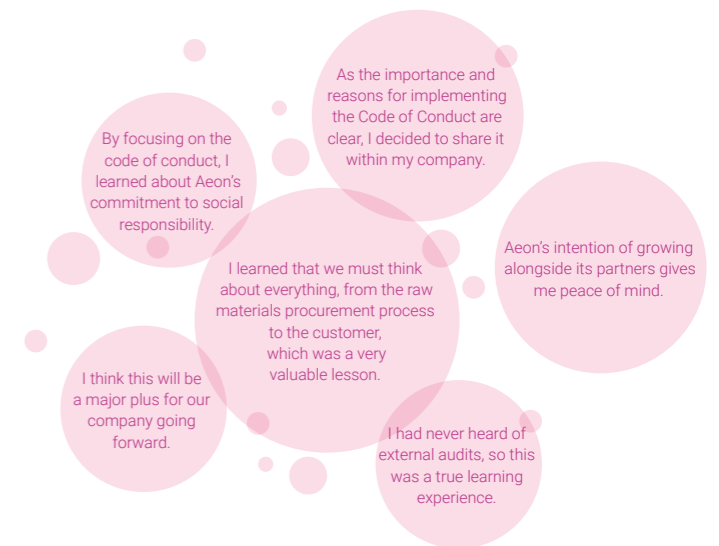 As the importance and
reasons for implementing
the Code of Conduct are
clear, I decided to share it
within my company.
By focusing on the
code of conduct, I
learned about Aeon's
commitment to social
responsibility.
Aeon's intention of growing
alongside its partners gives
me peace of mind.
I learned that we must think
about everything, from the raw
materials procurement process
to the customer,
which was a very
valuable lesson.
I think this will be
a major plus for our
company going
forward.
I had never heard of
external audits, so this
was a true learning
experience.